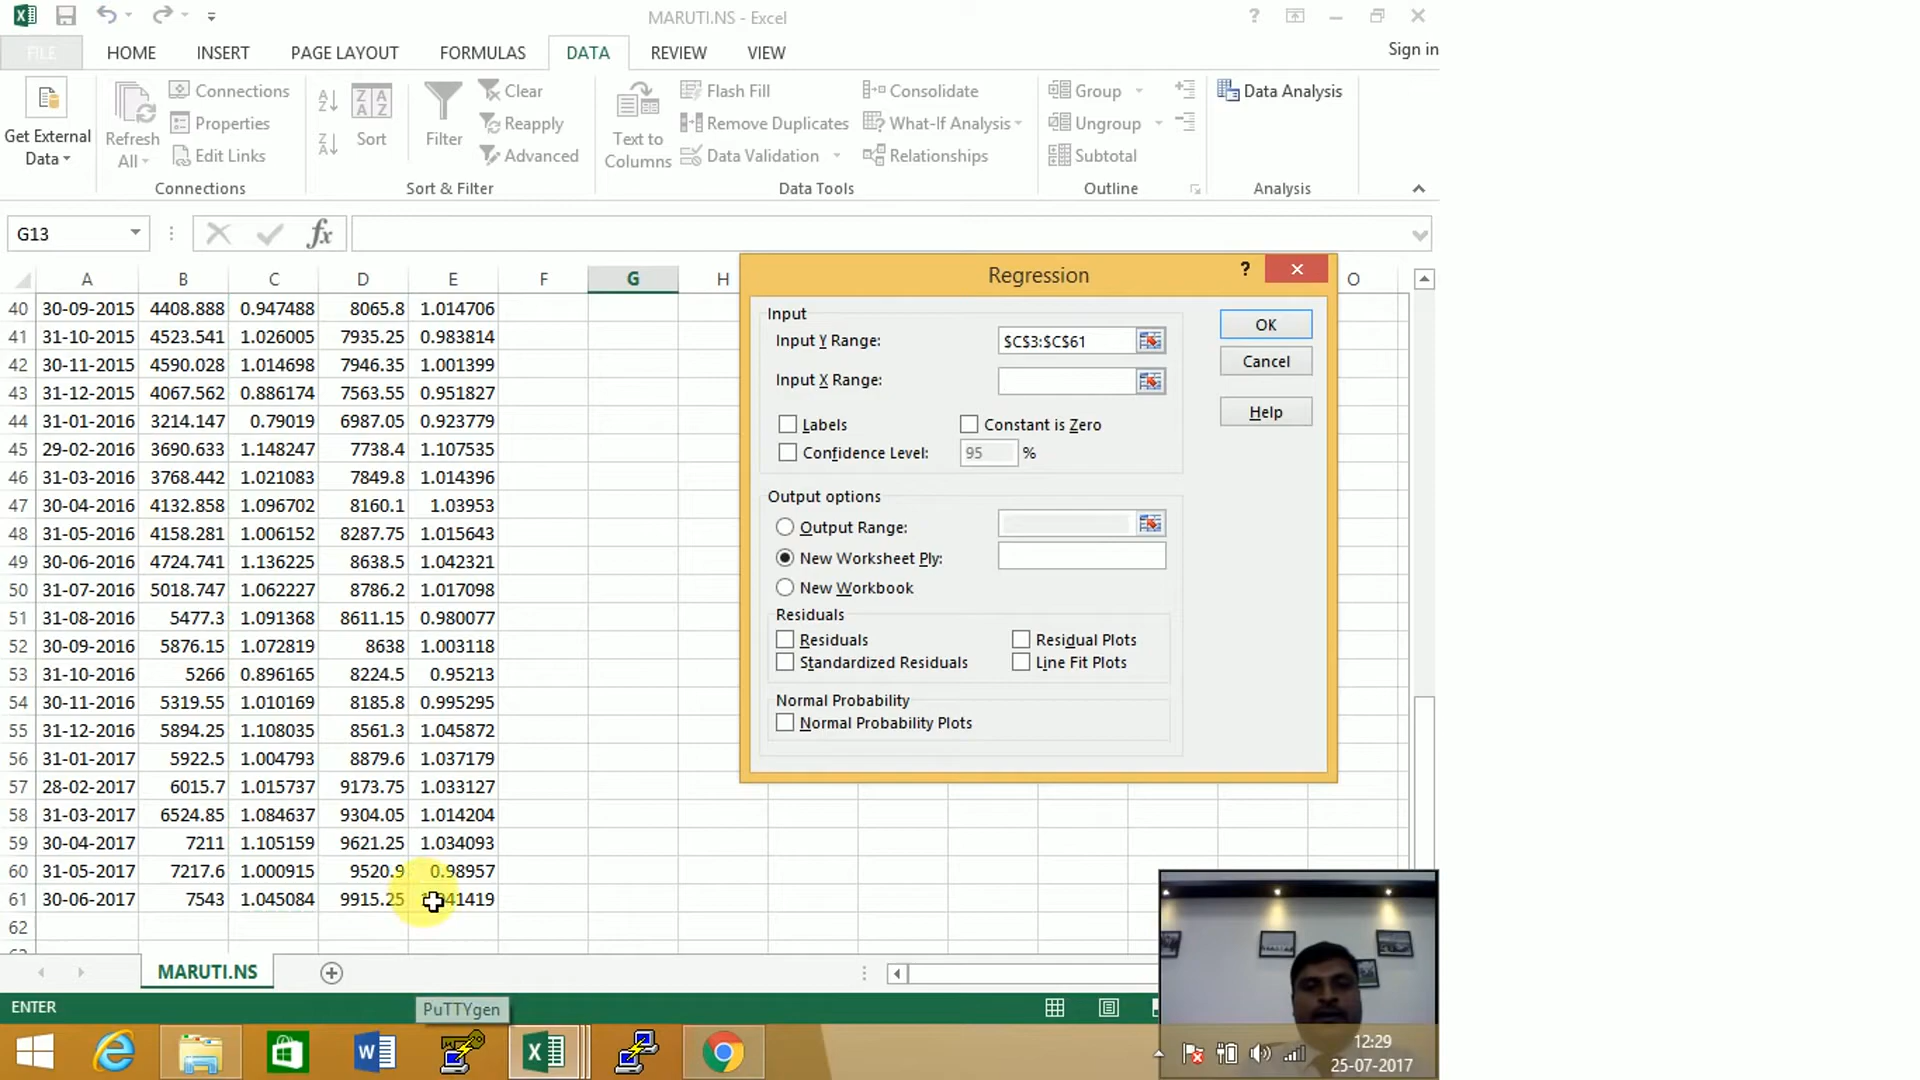 MARUTI.NS - Excel
FILE HOME INSERT PAGE LAYOUT FORMULAS DATA REVIEW VIEW Sign in
Get External Data
Refresh All
Connections
Properties
Edit Links
Connections
Sort
Filter
Clear
Reapply
Advanced
Sort & Filter
Text to Columns
Flash Fill
Remove Duplicates
Data Validation
Consolidate
What-If Analysis
Relationships
Data Tools
Group
Ungroup
Subtotal
Outline
Data Analysis
Analysis
G13
fx
A B C D E F G H O
40 30-09-2015 4408.888 0.947488 8065.8 1.014706
41 31-10-2015 4523.541 1.026005 7935.25 0.983814
42 30-11-2015 4590.028 1.014698 7946.35 1.001399
43 31-12-2015 4067.562 0.886174 7563.55 0.951827
44 31-01-2016 3214.147 0.79019 6987.05 0.923779
45 29-02-2016 3690.633 1.148247 7738.4 1.107535
46 31-03-2016 3768.442 1.021083 7849.8 1.014396
47 30-04-2016 4132.858 1.096702 8160.1 1.03953
48 31-05-2016 4158.281 1.006152 8287.75 1.015643
49 30-06-2016 4724.741 1.136225 8638.5 1.042321
50 31-07-2016 5018.747 1.062227 8786.2 1.017098
51 31-08-2016 5477.3 1.091368 8611.15 0.980077
52 30-09-2016 5876.15 1.072819 8638 1.003118
53 31-10-2016 5266 0.896165 8224.5 0.95213
54 30-11-2016 5319.55 1.010169 8185.8 0.995295
55 31-12-2016 5894.25 1.108035 8561.3 1.045872
56 31-01-2017 5922.5 1.004793 8879.6 1.037179
57 28-02-2017 6015.7 1.015737 9173.75 1.033127
58 31-03-2017 6524.85 1.084637 9304.05 1.014204
59 30-04-2017 7211 1.105159 9621.25 1.034093
60 31-05-2017 7217.6 1.000915 9520.9 0.98957
61 30-06-2017 7543 1.045084 9915.25 1.041419
62
Regression
?
Input
Input Y Range: $C$3:$C$61
Input X Range:
Labels
Constant is Zero
Confidence Level: 95 %
OK
Cancel
Help
Output options
Output Range:
New Worksheet Ply:
New Workbook
Residuals
Residuals
Residual Plots
Standardized Residuals
Line Fit Plots
Normal Probability
Normal Probability Plots
MARUTI.NS
ENTER
PuTTYgen
12:29
25-07-2017